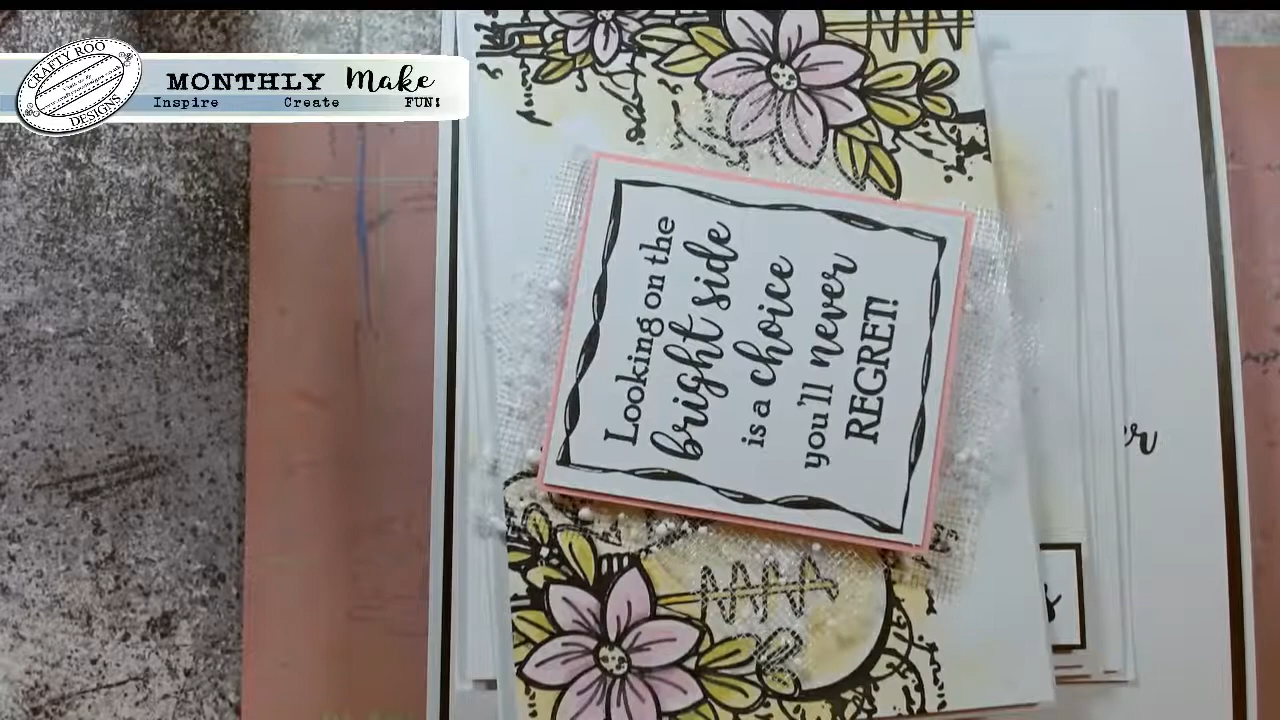 CRAFTY ROO
DESIGNS
MONTHLY Make
Inspire Create FUN!
Looking on the
bright side
is a choice
you'll never
REGRET!